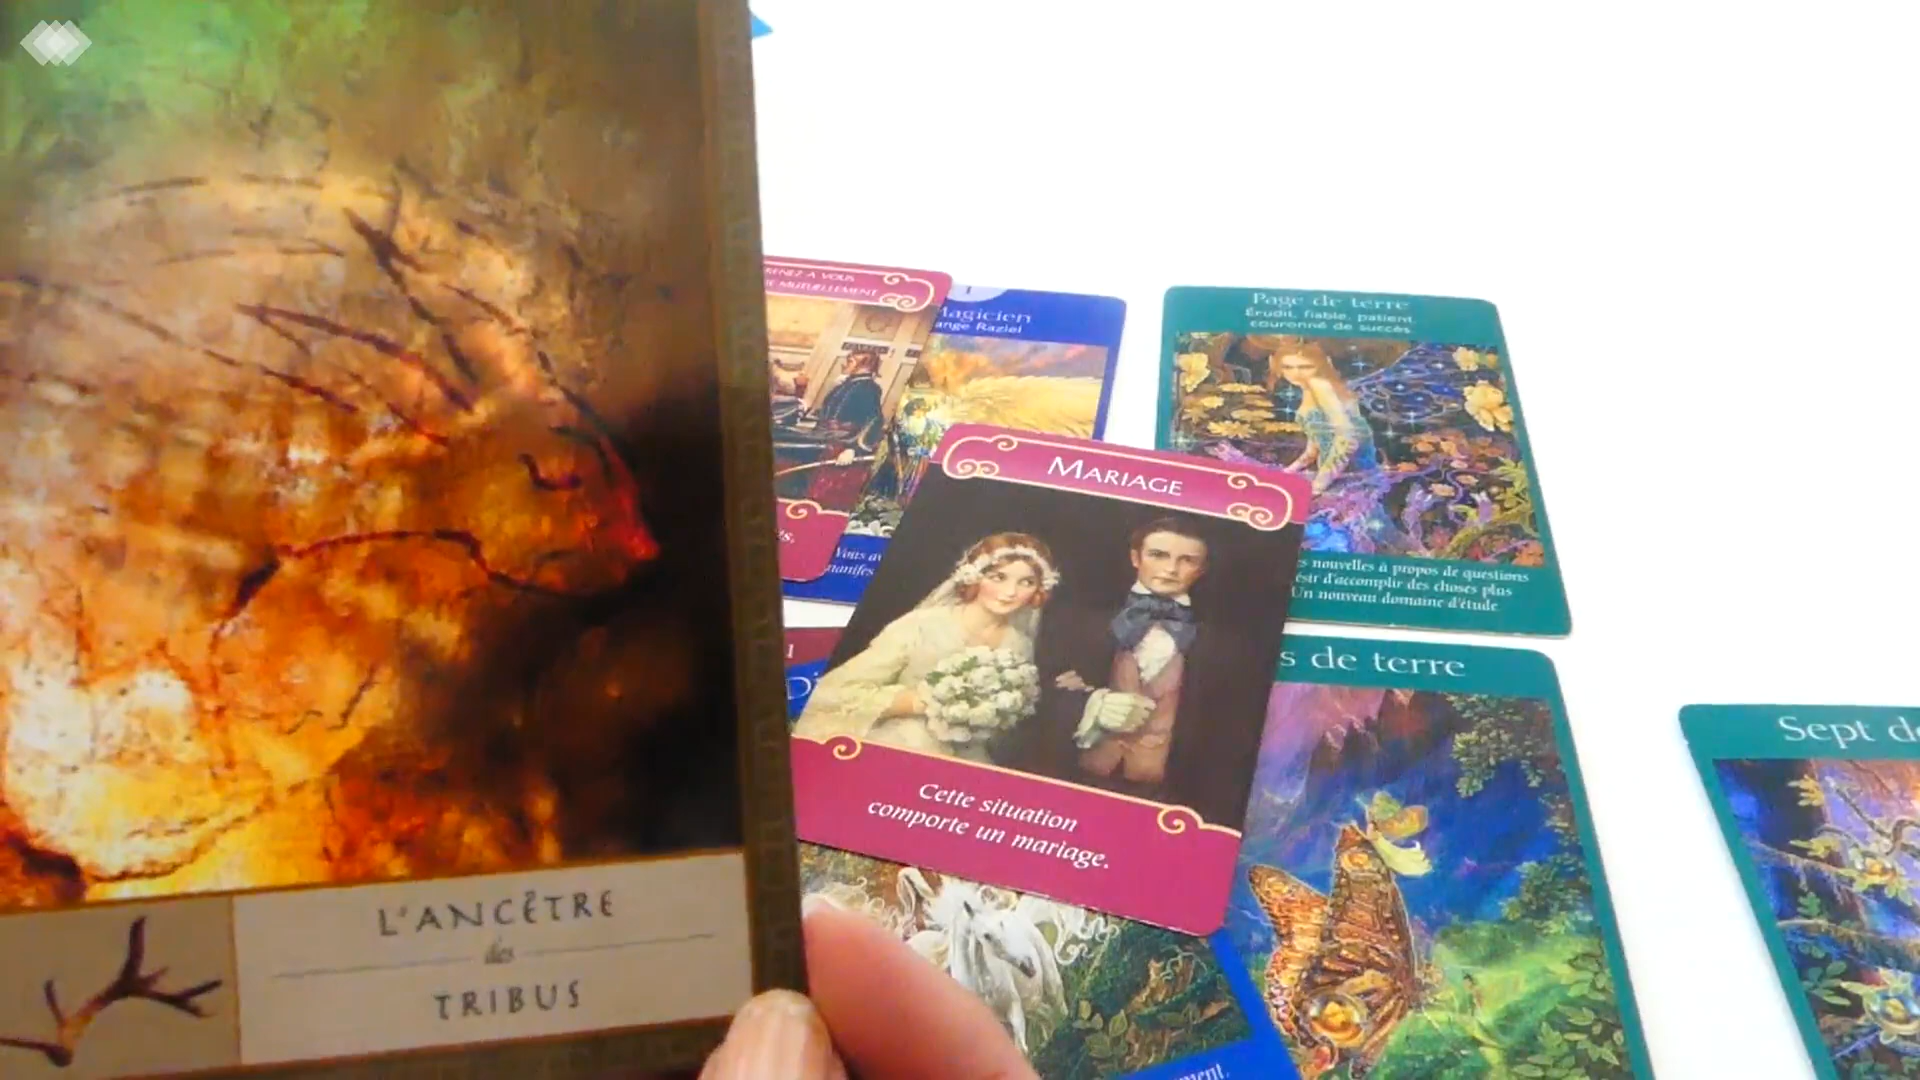 L'ANCÊTRE
des
TRIBUS
MUTUELLEMENT
I
Magicien
ange Raziel
Vous
Page de terre
Érudit, fiable, patient,
couronné de succès.
nouvelles à propos de questions
d'accomplir des choses plus
Un nouveau domaine d'étude
MARIAGE
Cette situation
comporte un mariage.
de terre
Sept